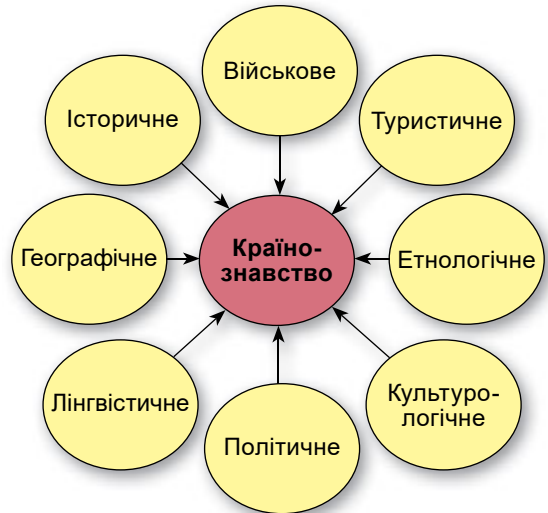 Військове
Історичне
Туристичне
Географічне
Країно-
знавство
Етнологічне
Лінгвістичне
Культуро-
логічне
Політичне